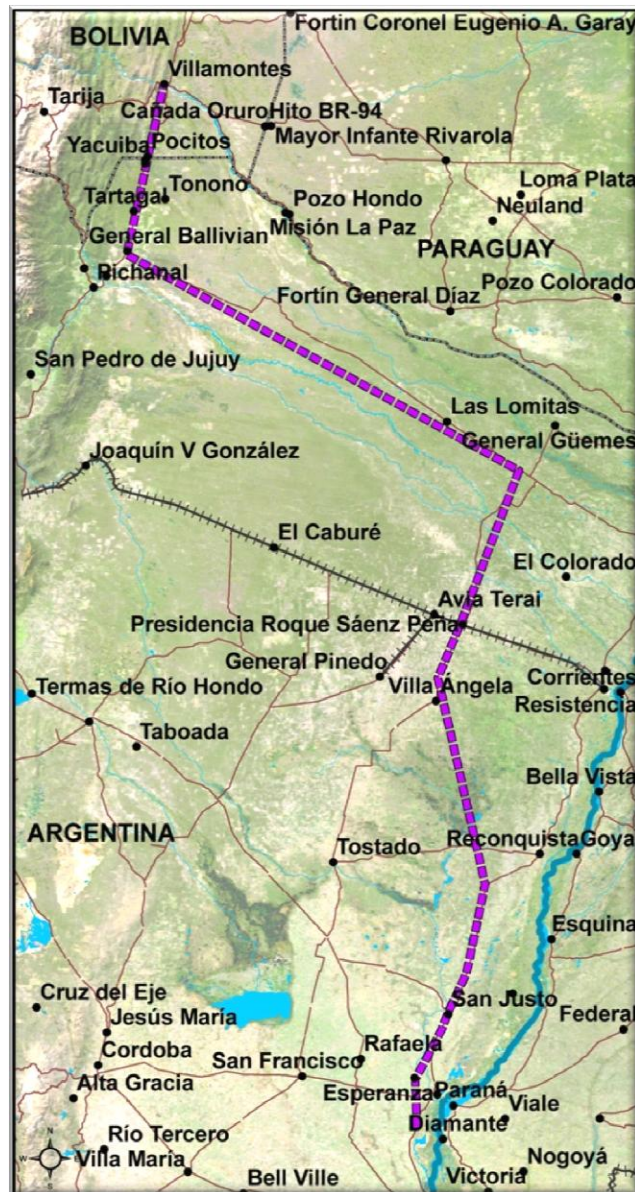 Fortin Coronel Eugenio A. Garay
BOLIVIA
Villamontes
Tarija
Cañada Oruro
Hito BR-94
Mayor Infante Rivarola
Yacuiba
Pocitos
Tonono
Loma Plata
Tartagal
Pozo Hondo
Neuland
Misión La Paz
General Ballivian
PARAGUAY
Pichanal
Fortín General Díaz
Pozo Colorado
San Pedro de Jujuy
Las Lomitas
General Güemes
Joaquín V González
El Caburé
El Colorado
Avia Terai
Presidencia Roque Sáenz Peña
General Pinedo
Corrientes
Termas de Río Hondo
Villa Ángela
Resistencia
Taboada
Bella Vista
ARGENTINA
Tostado
Reconquista
Goya
Esquina
Cruz del Eje
San Justo
Jesús María
Federal
Rafaela
Cordoba
San Francisco
Alta Gracia
Esperanza
Paraná
Viale
Diamante
N
Río Tercero
W
E
S
Villa María
Nogoyá
Bell Ville
Victoria